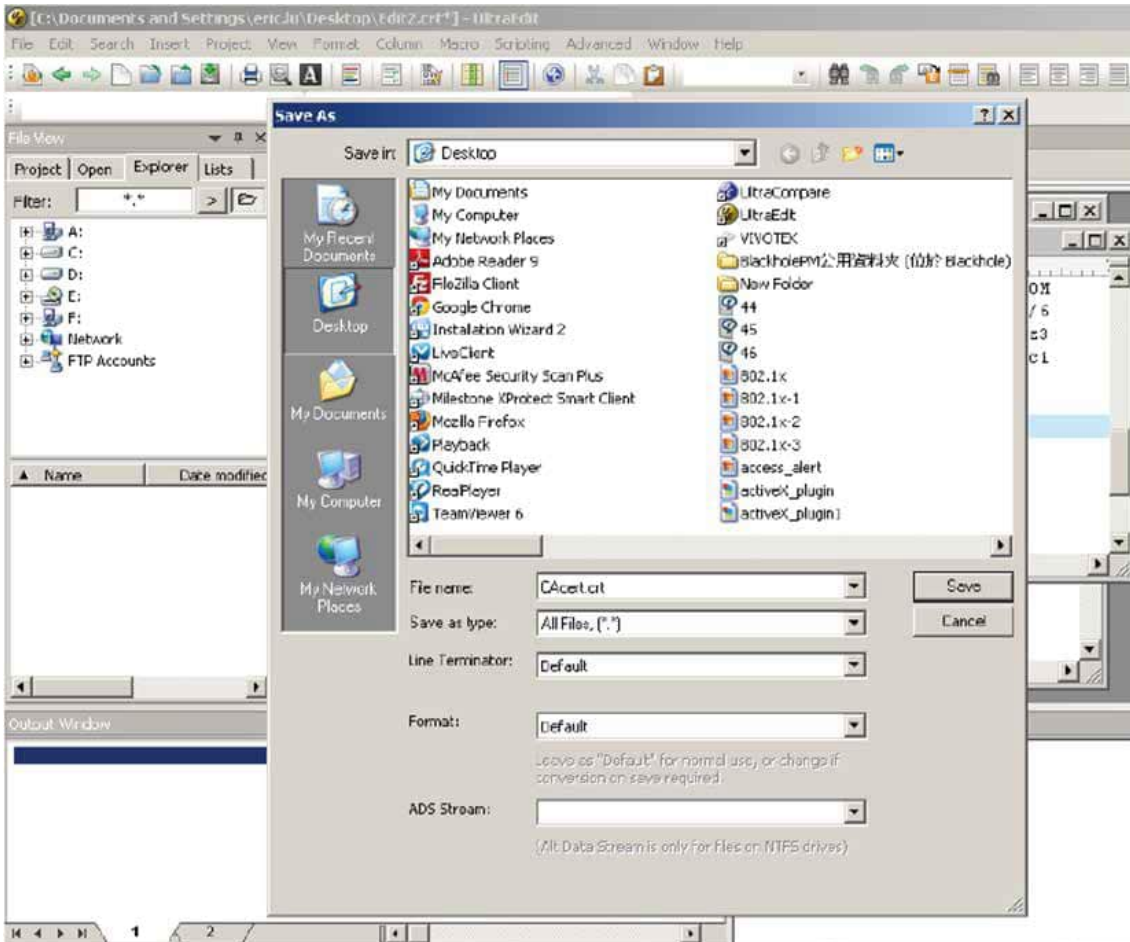 [C:\Documents and Settings\eric.lu\Desktop\Edit2.crt*] - UltraEdit
File Edit Search Insert Project View Format Column Macro Scripting Advanced Window Help
File View
Project Open Explorer Lists
Filter: *.*
>
A:
C:
D:
E:
F:
Network
FTP Accounts
Name Date modified
Output Window
1 2
Save As
Save in: Desktop
My Recent Documents
Desktop
My Documents
My Computer
My Network Places
My Documents
My Computer
My Network Places
Adobe Reader 9
FileZilla Client
Google Chrome
Installation Wizard 2
LiveClient
McAfee Security Scan Plus
Milestone XProtect Smart Client
Mozilla Firefox
Playback
QuickTime Player
RealPlayer
TeamViewer 6
UltraCompare
UltraEdit
VIVOTEK
BlackholePM公用資料夾 (位於 Blackhole)
New Folder
44
45
46
802.1x
802.1x-1
802.1x-2
802.1x-3
access_alert
activeX_plugin
activeX_plugin1
File name: CAcert.crt
Save
Save as type: All Files, (*.*)
Cancel
Line Terminator: Default
Format: Default
Leave as "Default" for normal use, or change if
conversion on save required.
ADS Stream:
(Alt Data Stream is only for files on NTFS drives)
OM
/6
z3
c1